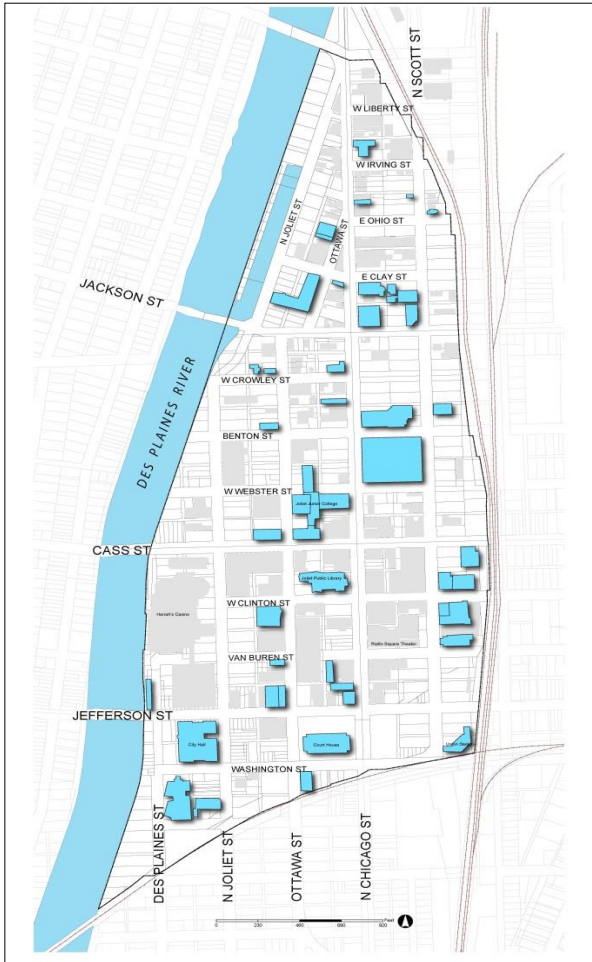 N SCOTT ST
W LIBERTY ST
W IRVING ST
N JOLIET ST
OTTAWA ST
E OHIO ST
E CLAY ST
JACKSON ST
DES PLAINES RIVER
W CROWLEY ST
BENTON ST
W WEBSTER ST
Joliet Junior College
CASS ST
Joliet Public Library
W CLINTON ST
Harrah's Casino
Rialto Square Theater
VAN BUREN ST
JEFFERSON ST
City Hall
Court House
Union Station
WASHINGTON ST
DES PLAINES ST
N JOLIET ST
OTTAWA ST
N CHICAGO ST
Feet
0 230 460 690 920